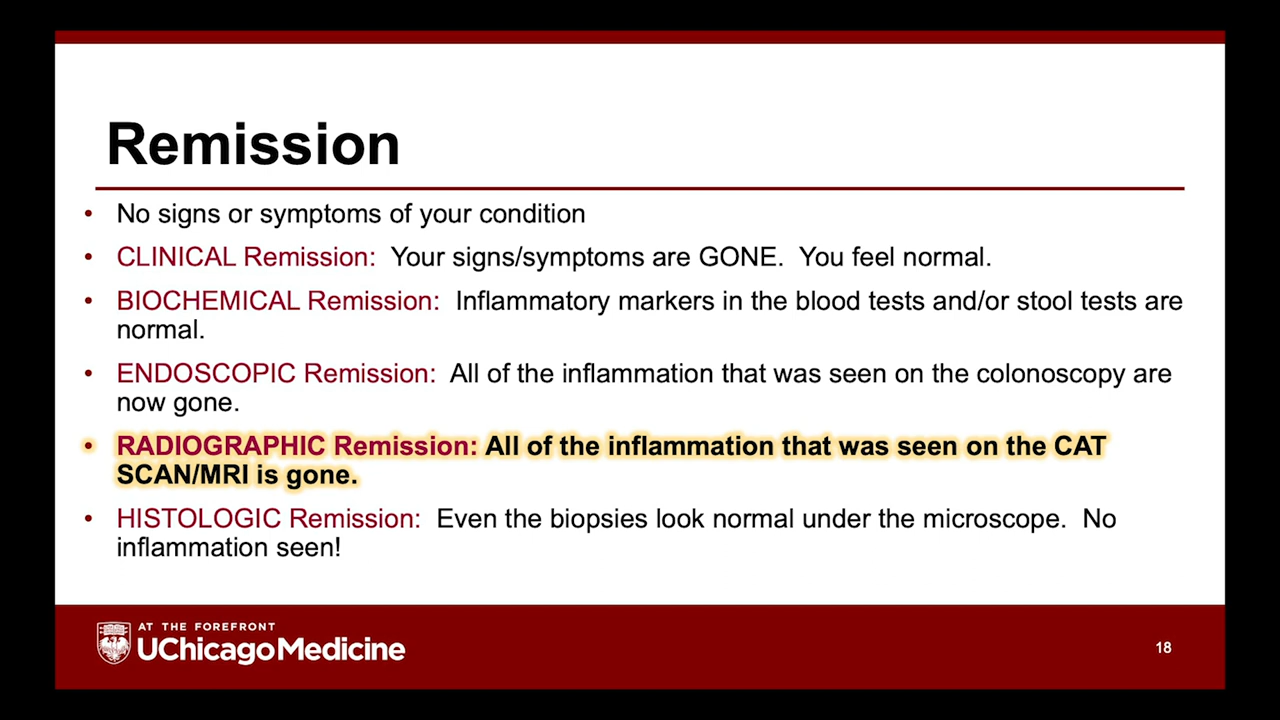 Remission
• No signs or symptoms of your condition
• CLINICAL Remission: Your signs/symptoms are GONE. You feel normal.
• BIOCHEMICAL Remission: Inflammatory markers in the blood tests and/or stool tests are
normal.
• ENDOSCOPIC Remission: All of the inflammation that was seen on the colonoscopy are
now gone.
• RADIOGRAPHIC Remission: All of the inflammation that was seen on the CAT
SCAN/MRI is gone.
• HISTOLOGIC Remission: Even the biopsies look normal under the microscope. No
inflammation seen!
AT THE FOREFRONT
UChicagoMedicine
18